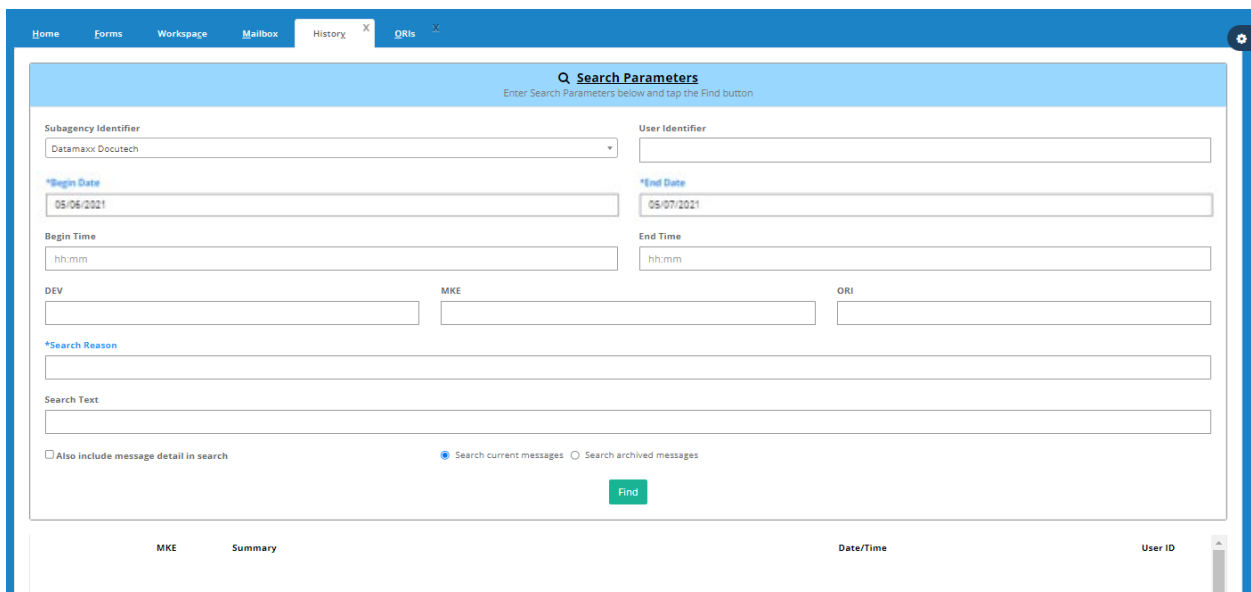 Home Forms Workspace Mailbox History X ORIs X
Search Parameters
Enter Search Parameters below and tap the Find button
Subagency Identifier User Identifier
Datamaxx Docutech
*Begin Date *End Date
05/06/2021 05/07/2021
Begin Time End Time
hh:mm hh:mm
DEV MKE ORI
*Search Reason
Search Text
Also include message detail in search Search current messages Search archived messages
Find
MKE Summary Date/Time User ID